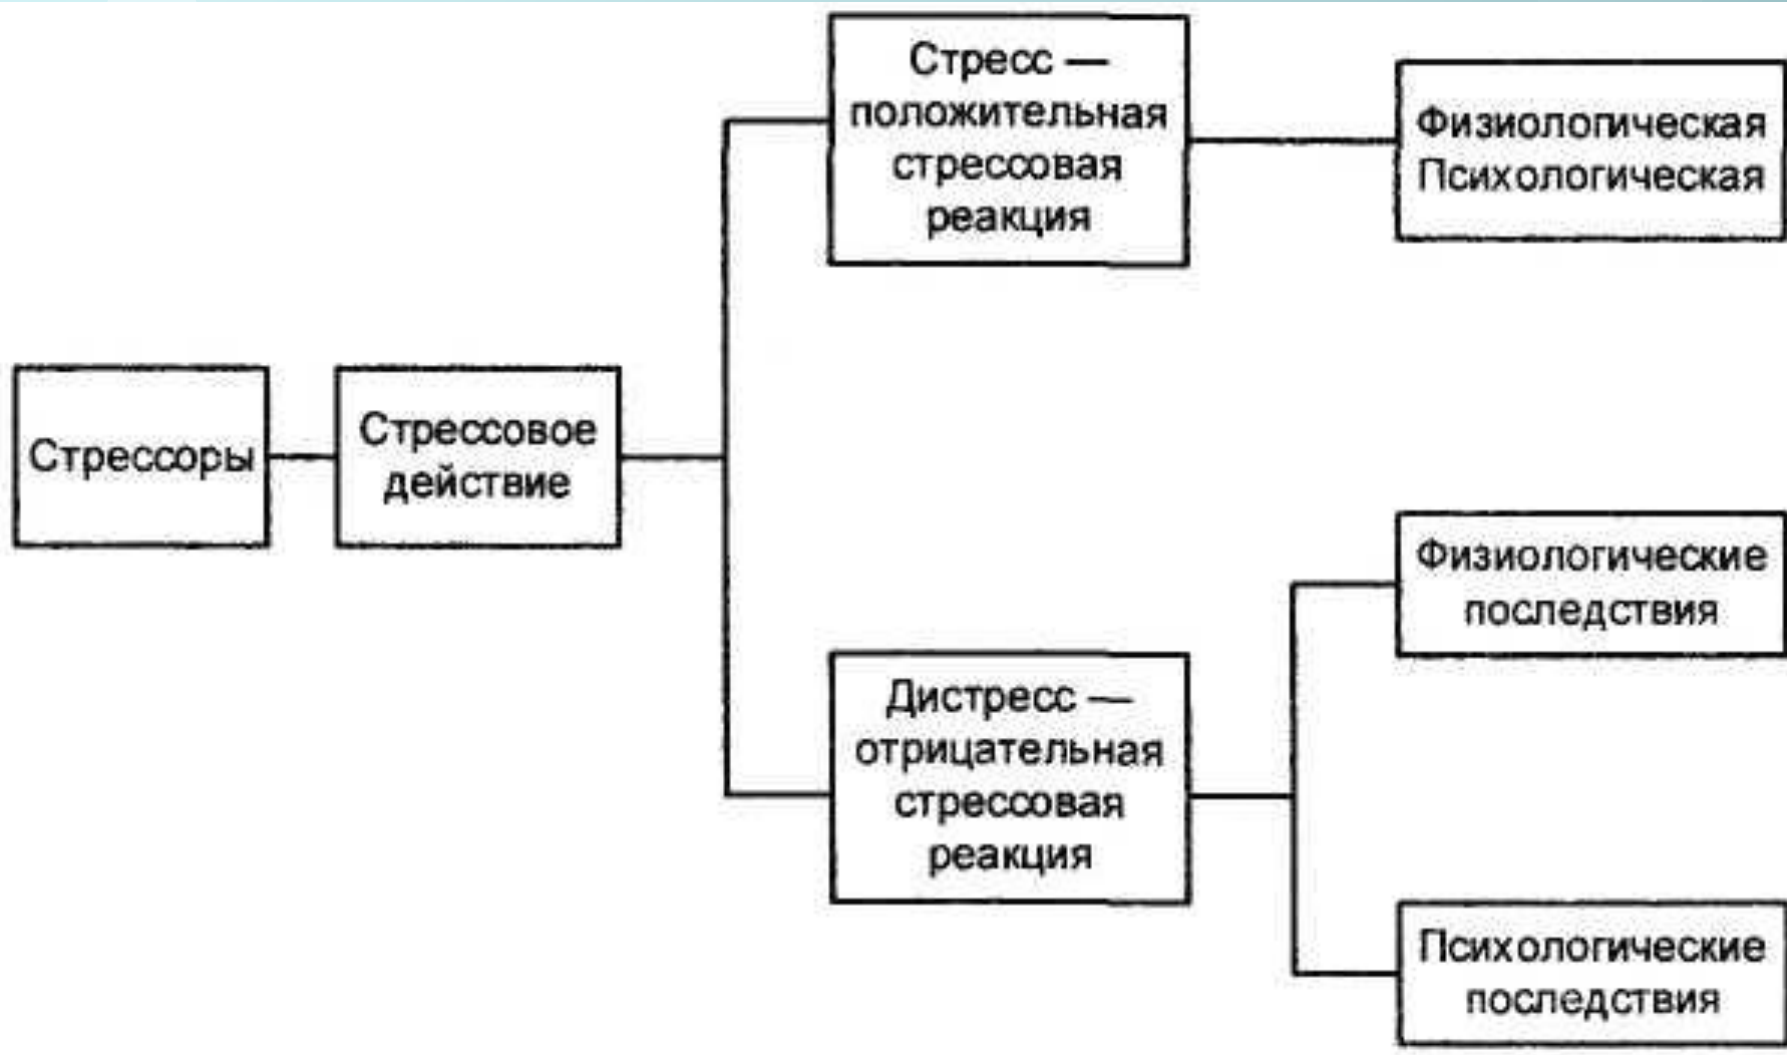 Стресс —
положительная
стрессовая
реакция
Физиологическая
Психологическая
Стрессоры
Стрессовое
действие
Физиологические
последствия
Дистресс —
отрицательная
стрессовая
реакция
Психологические
последствия